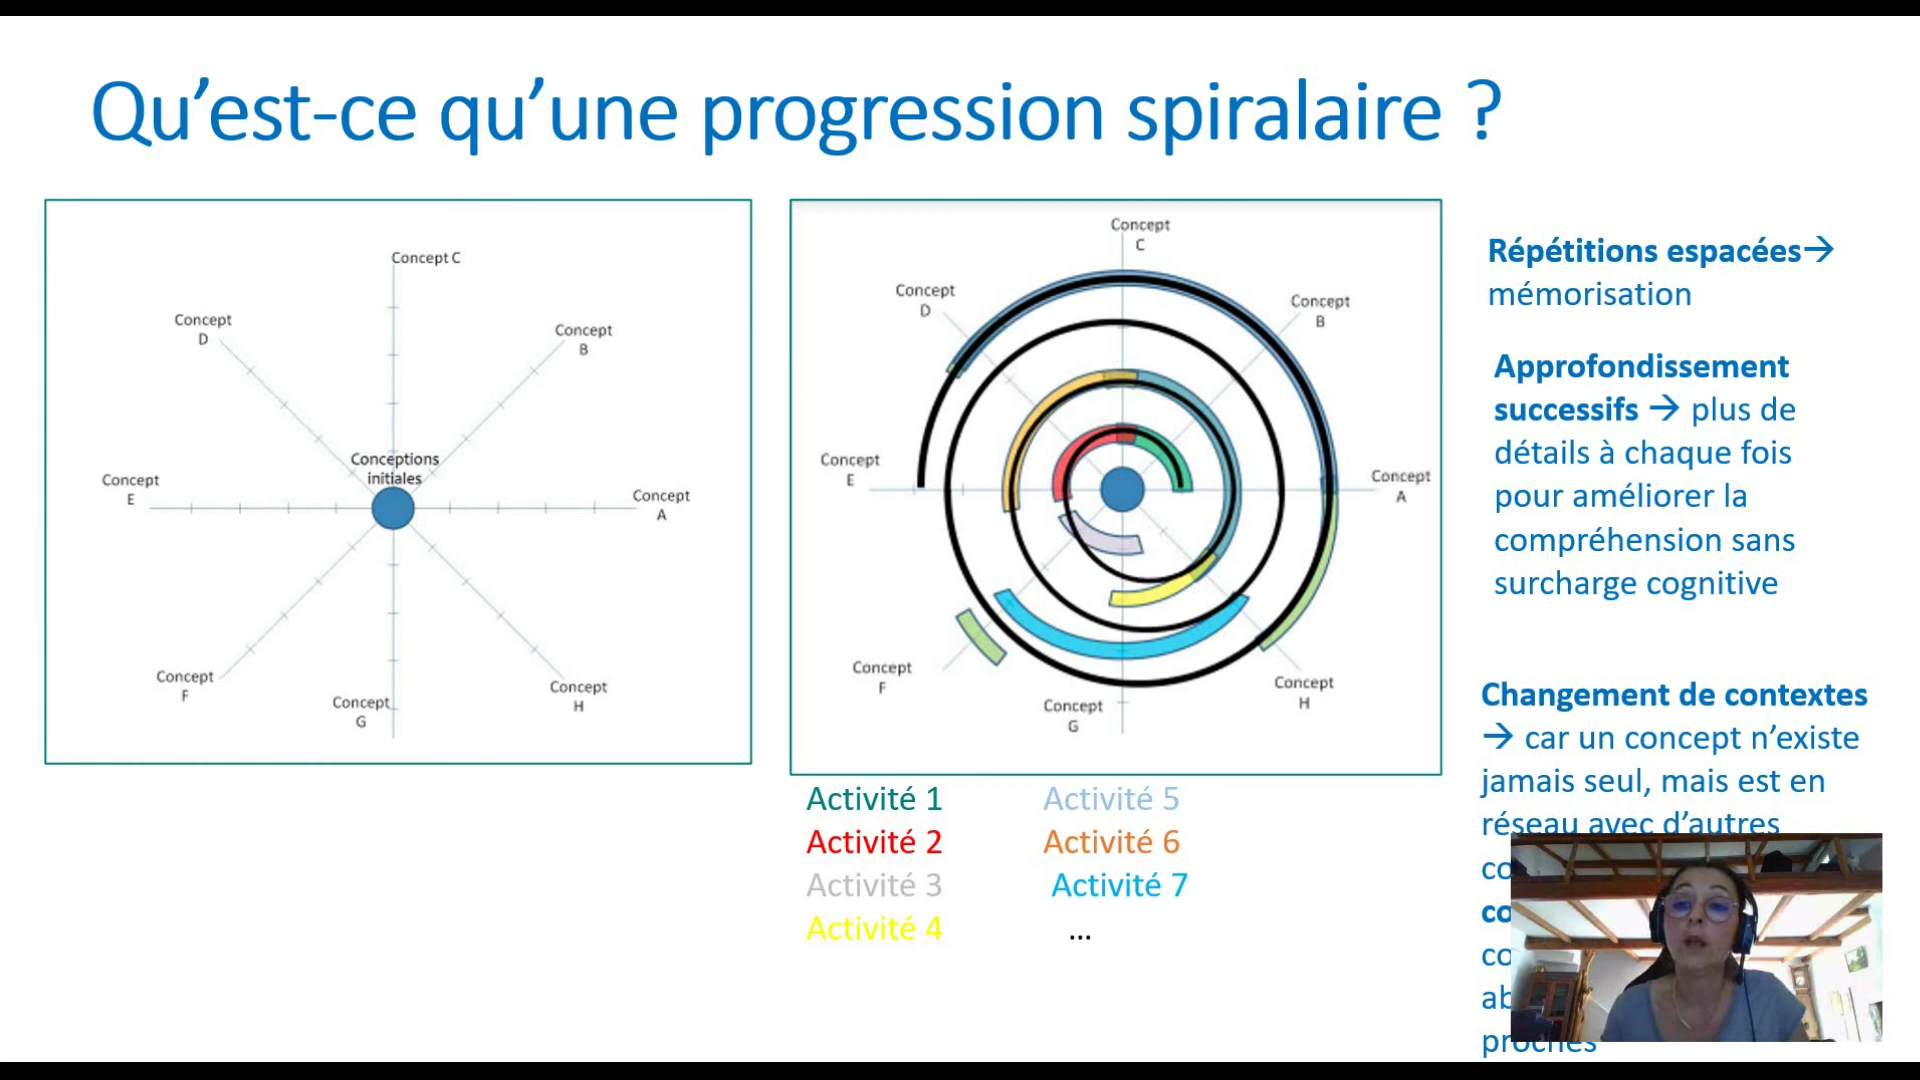 Qu'est-ce qu'une progression spiralaire ?
Concept C
Concept
D
Concept
B
Conceptions
initiales
Concept
E
Concept
A
Concept
F
Concept
G
Concept
H
Concept
C
Concept
D
Concept
B
Concept
E
Concept
A
Concept
F
Concept
G
Concept
H
Activité 1
Activité 2
Activité 3
Activité 4
Activité 5
Activité 6
Activité 7
...
Répétitions espacées→
mémorisation
Approfondissement
successifs → plus de
détails à chaque fois
pour améliorer la
compréhension sans
surcharge cognitive
Changement de contextes
→ car un concept n'existe
jamais seul, mais est en
réseau avec d'autres
proches